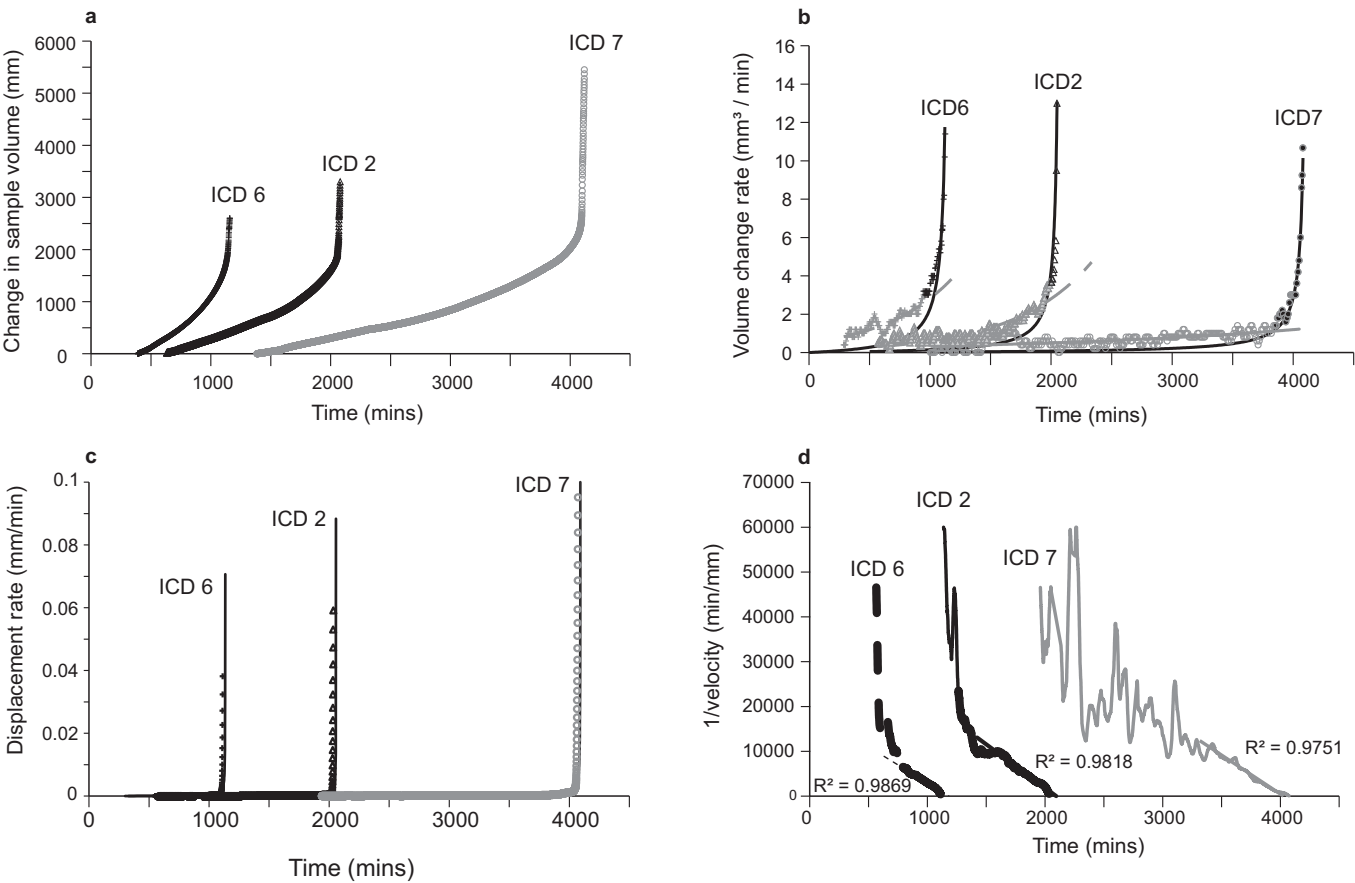 a
Change in sample volume (mm)
6000
5000
4000
3000
2000
1000
0
ICD 6
ICD 2
ICD 7
0 1000 2000 3000 4000
Time (mins)
b
Volume change rate (mm³ / min)
16
14
12
10
8
6
4
2
0
ICD6
ICD2
ICD7
0 1000 2000 3000 4000
Time (mins)
c
Displacement rate (mm/min)
0.1
0.08
0.06
0.04
0.02
0
ICD 6
ICD 2
ICD 7
0 1000 2000 3000 4000
Time (mins)
d
1/velocity (min/mm)
70000
60000
50000
40000
30000
20000
10000
0
ICD 6
ICD 2
ICD 7
R² = 0.9869
R² = 0.9818
R² = 0.9751
0 1000 2000 3000 4000
Time (mins)